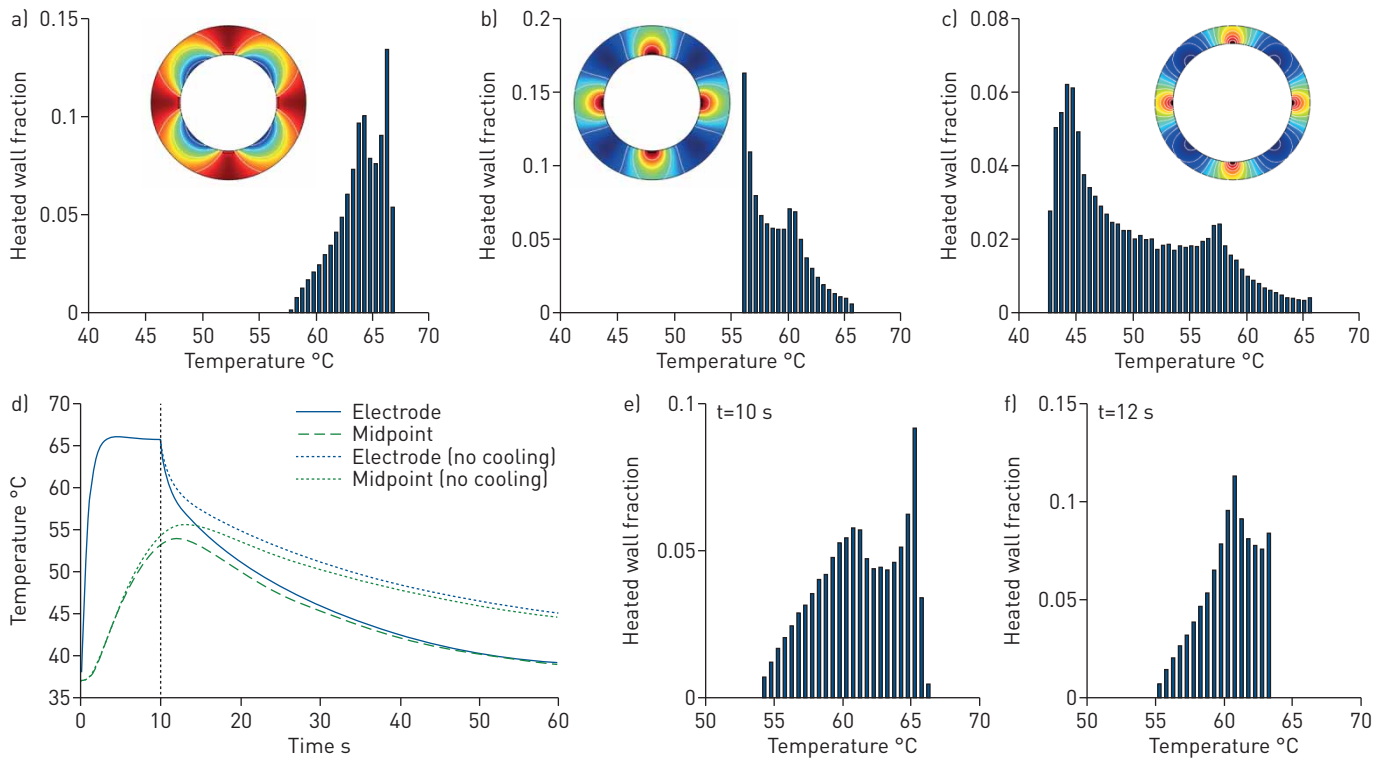 a)
0.15
0.1
0.05
0
Heated wall fraction
40 45 50 55 60 65 70
Temperature °C
b)
0.2
0.15
0.1
0.05
0
Heated wall fraction
40 45 50 55 60 65 70
Temperature °C
c)
0.08
0.06
0.04
0.02
0
Heated wall fraction
40 45 50 55 60 65 70
Temperature °C
d)
70
65
60
55
50
45
40
35
Temperature °C
Electrode
Midpoint
Electrode (no cooling)
Midpoint (no cooling)
0 10 20 30 40 50 60
Time s
e)
t=10 s
0.1
0.05
0
Heated wall fraction
50 55 60 65 70
Temperature °C
f)
t=12 s
0.15
0.1
0.05
0
Heated wall fraction
50 55 60 65 70
Temperature °C